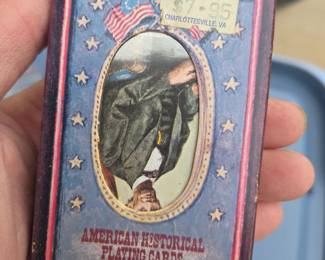 $7.95
CHARLOTTESVILLE, VA
AMERICAN HISTORICAL
PLAYING CARDS